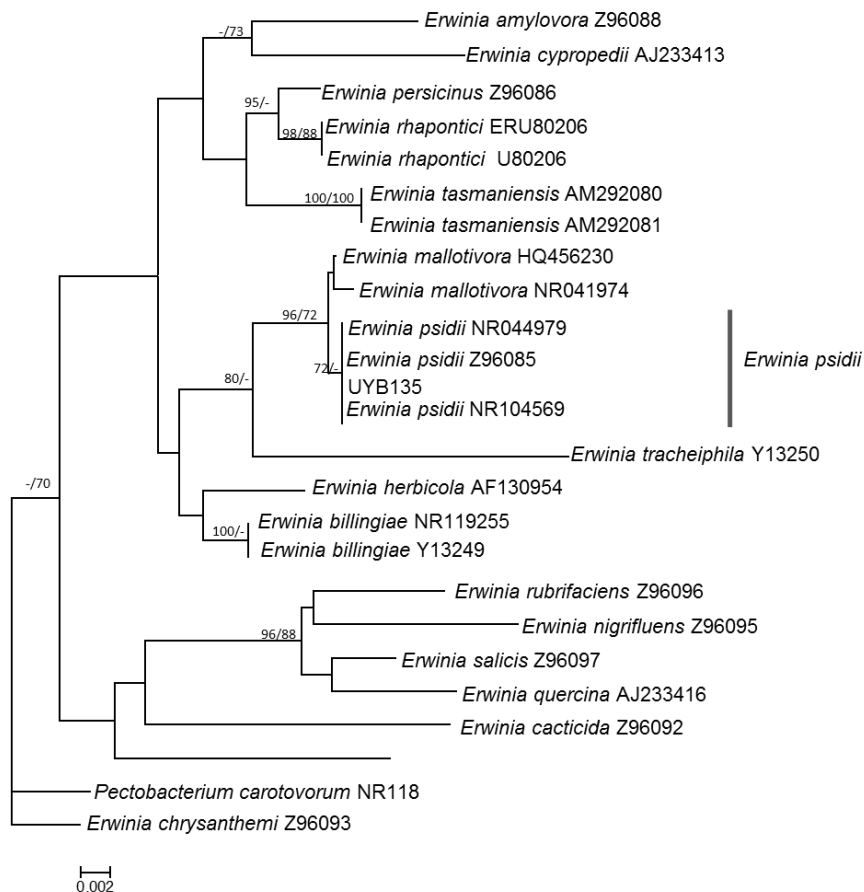 Erwinia amylovora Z96088
-/73
Erwinia cypropedii AJ233413
Erwinia persicinus Z96086
95/-
Erwinia rhapontici ERU80206
98/88
Erwinia rhapontici U80206
Erwinia tasmaniensis AM292080
100/100
Erwinia tasmaniensis AM292081
Erwinia mallotivora HQ456230
Erwinia mallotivora NR041974
96/72
Erwinia psidii NR044979
Erwinia psidii Z96085
Erwinia psidii
72/-
UYB135
80/-
Erwinia psidii NR104569
Erwinia tracheiphila Y13250
-/70
Erwinia herbicola AF130954
Erwinia billingiae NR119255
100/-
Erwinia billingiae Y13249
Erwinia rubrifaciens Z96096
Erwinia nigrifluens Z96095
96/88
Erwinia salicis Z96097
Erwinia quercina AJ233416
Erwinia cacticida Z96092
Pectobacterium carotovorum NR118
Erwinia chrysanthemi Z96093
0.002